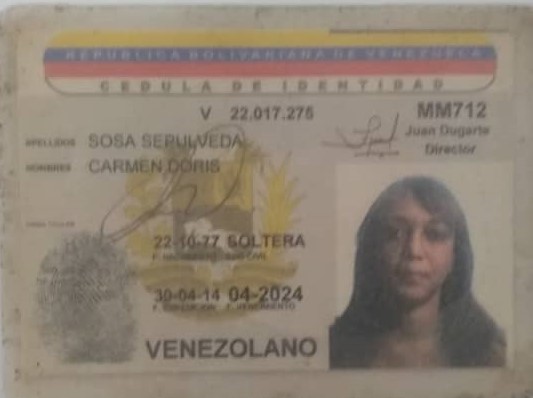 REPUBLICA BOLIVARIANA DE VENEZUELA
CEDULA DE IDENTIDAD
V 22.017.275 MM712
Juan Dugarte
Director
APELLIDOS SOSA SEPULVEDA
NOMBRES CARMEN DORIS
22-10-77 SOLTERA
F. NACIMIENTO EDO CIVIL
30-04-14 04-2024
F. EXPEDICION F. VENCIMIENTO
VENEZOLANO